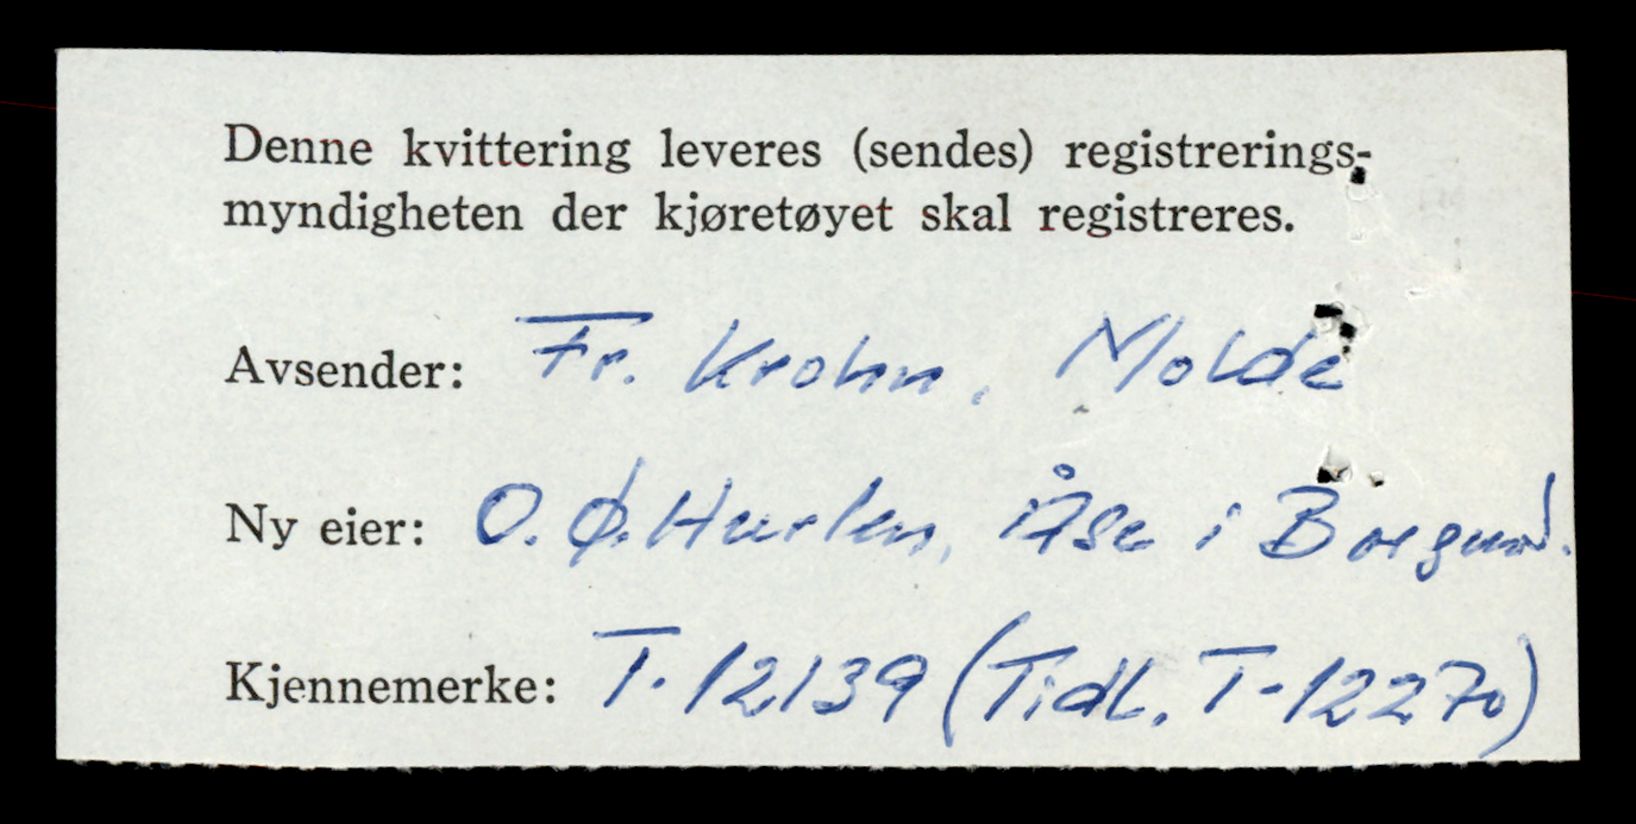 Denne kvittering leveres (sendes) registrerings-
myndigheten der kjøretøyet skal registreres.
Avsender: Fr. Krohn, Molde
Ny eier: O. Ø. Hurlen, Åse i Borgund.
Kjennemerke: T-12139 (Tidl. T-12270)